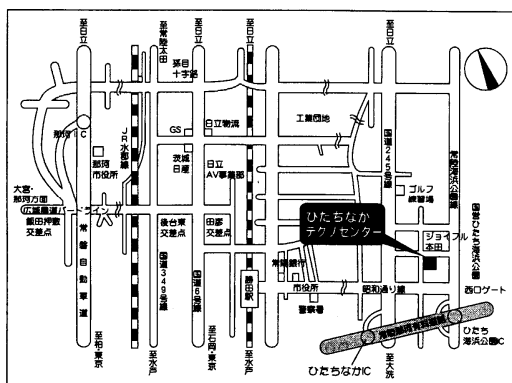 至日立
至常陸太田
至日立
至日立
至日立
至日立
孫目
十字路
那珂IC
那珂
市役所
JR水郡線
GS
日立物流
茨城
日産
日立
AV事業部
工業団地
国道245号線
常陸海浜公園線
ゴルフ
練習場
大宮・
那珂方面
広域農道バードライン
飯田押敷
交差点
後台東
交差点
田彦
交差点
ひたちなか
テクノセンター
ジョイフル
本田
国営ひたち海浜公園
常磐自動車道
国道349号線
国道6号線
勝田駅
常陽銀行
市役所
警察署
昭和通り線
西口ゲート
ひたち
海浜公園IC
ひたちなかIC
至柏・東京
至水戸
至石岡・東京
至水戸
至大洗